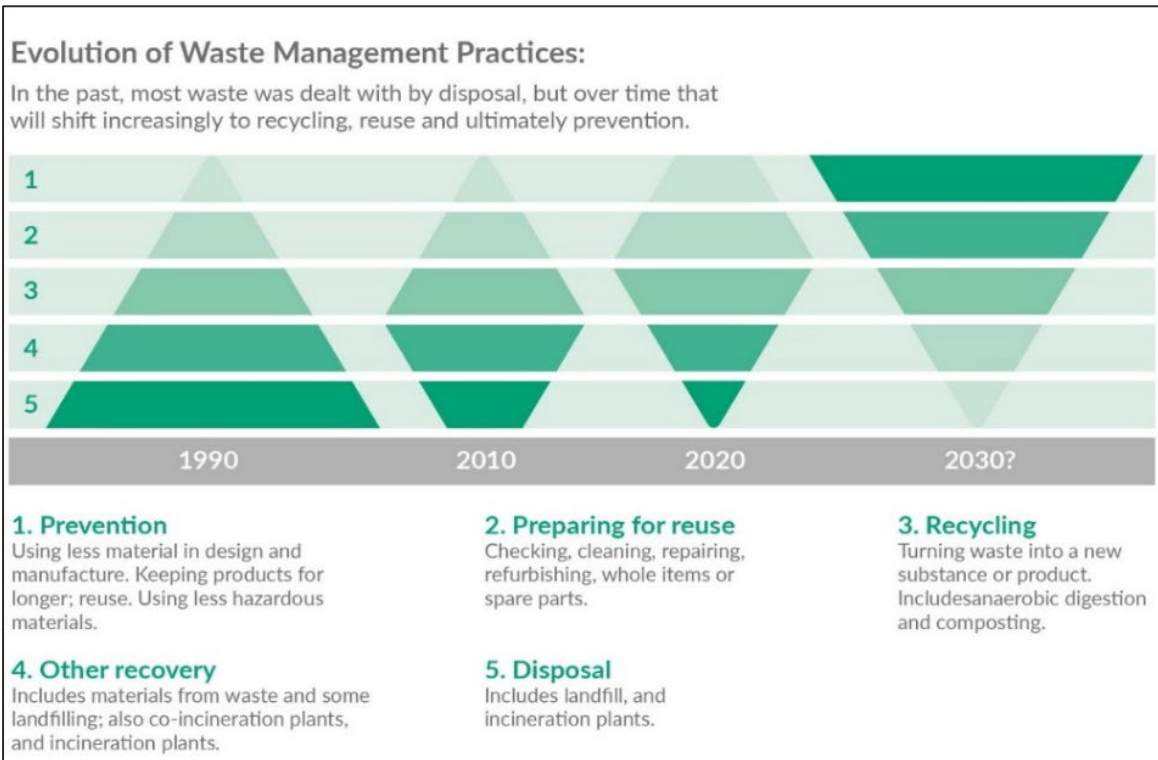 Evolution of Waste Management Practices:
In the past, most waste was dealt with by disposal, but over time that
will shift increasingly to recycling, reuse and ultimately prevention.
1
2
3
4
5
1990 2010 2020 2030?
1. Prevention
Using less material in design and
manufacture. Keeping products for
longer; reuse. Using less hazardous
materials.
2. Preparing for reuse
Checking, cleaning, repairing,
refurbishing, whole items or
spare parts.
3. Recycling
Turning waste into a new
substance or product.
Includesanaerobic digestion
and composting.
4. Other recovery
Includes materials from waste and some
landfilling; also co-incineration plants,
and incineration plants.
5. Disposal
Includes landfill, and
incineration plants.